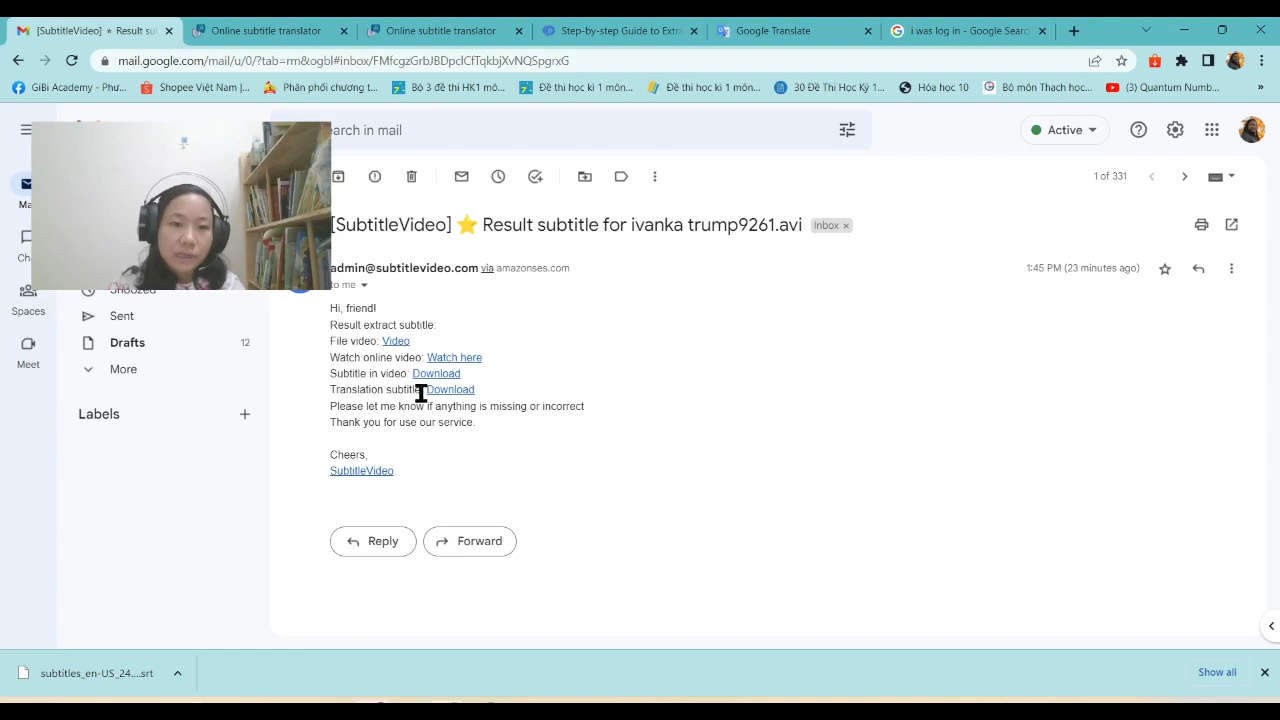 [SubtitleVideo] ⭐ Result sub
Online subtitle translator
Online subtitle translator
Step-by-step Guide to Extra
Google Translate
i was log in - Google Search
mail.google.com/mail/u/0/?tab=rm&ogbl#inbox/FMfcgzGrbJBDpclCfTqkbjXvNQSpgrxG
GiBi Academy - Phư...
Shopee Việt Nam |...
Phân phối chương t...
Bộ 3 đề thi HK1 mô...
Đề thi học kì 1 môn...
Đề thi học kì 1 môn...
30 Đề Thi Học Kỳ 1...
Hóa học 10
Bộ môn Thạch học...
(3) Quantum Numb...
»
earch in mail
Active
1 of 331
[SubtitleVideo] ⭐ Result subtitle for ivanka trump9261.avi
Inbox ×
admin@subtitlevideo.com via amazonses.com
1:45 PM (23 minutes ago)
to me
Ma
Cha
Spaces
Meet
Snoozed
Sent
Drafts 12
More
Labels
Hi, friend!
Result extract subtitle:
File video: Video
Watch online video: Watch here
Subtitle in video: Download
Translation subtitle: Download
Please let me know if anything is missing or incorrect
Thank you for use our service.
Cheers,
SubtitleVideo
Reply
Forward
subtitles_en-US_24....srt
Show all